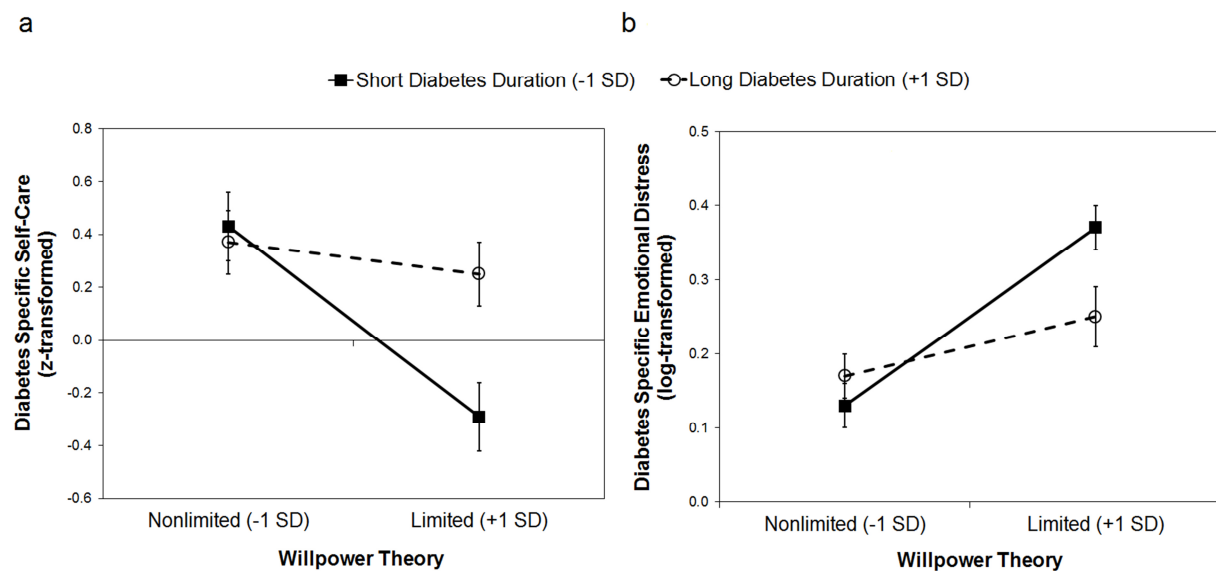 a
b
Short Diabetes Duration (-1 SD)
Long Diabetes Duration (+1 SD)
Diabetes Specific Self-Care
(z-transformed)
0.8
0.6
0.4
0.2
0.0
-0.2
-0.4
-0.6
Nonlimited (-1 SD)
Limited (+1 SD)
Willpower Theory
Diabetes Specific Emotional Distress
(log-transformed)
0.5
0.4
0.3
0.2
0.1
0.0
Nonlimited (-1 SD)
Limited (+1 SD)
Willpower Theory